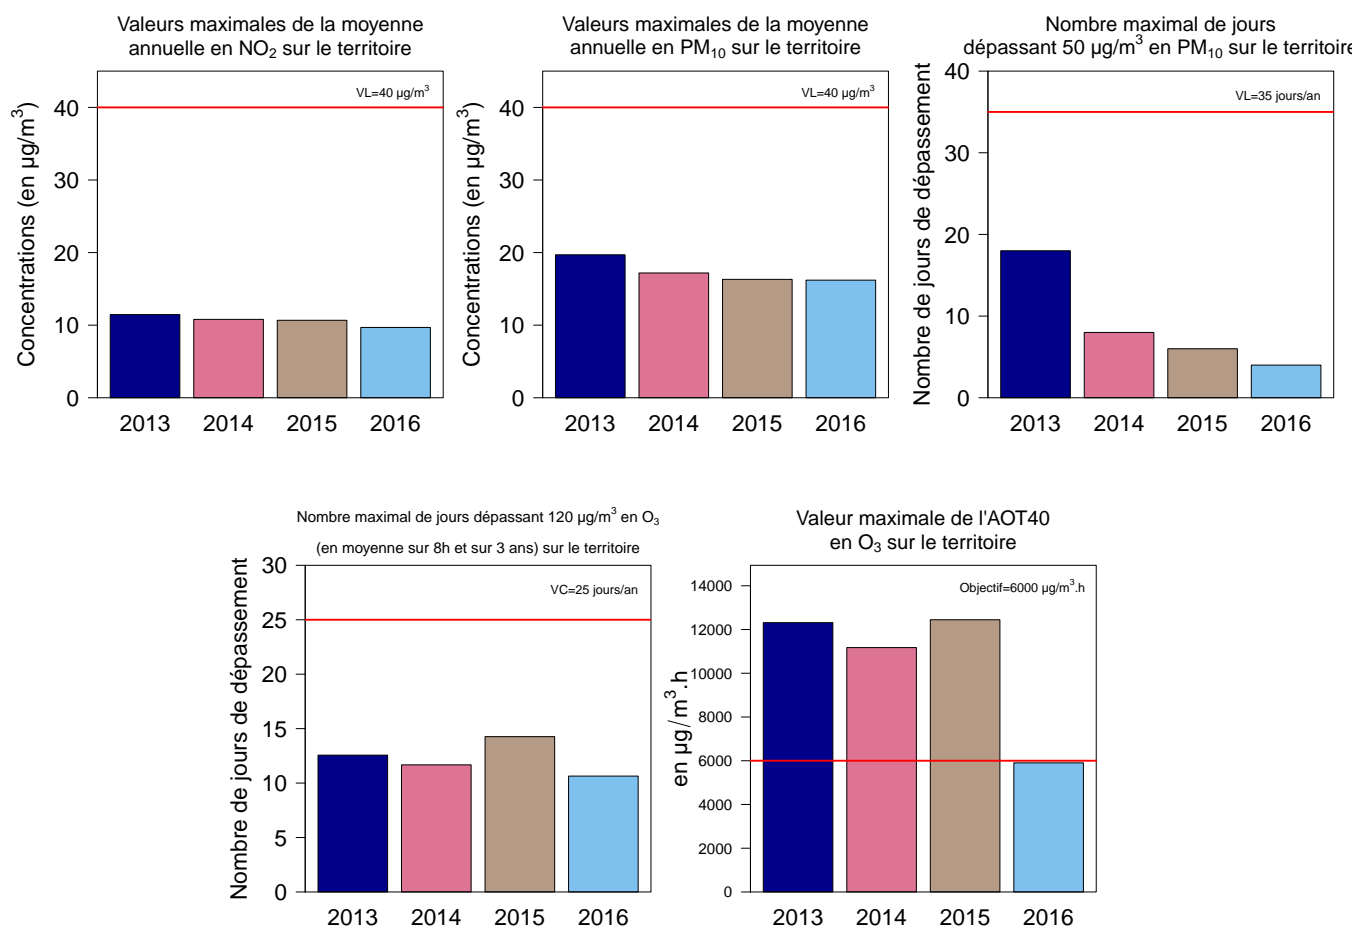 Valeurs maximales de la moyenne
annuelle en NO₂ sur le territoire
VL=40 µg/m³
Concentrations (en µg/m³)
40
30
20
10
0
2013 2014 2015 2016
Valeurs maximales de la moyenne
annuelle en PM₁₀ sur le territoire
VL=40 µg/m³
Concentrations (en µg/m³)
40
30
20
10
0
2013 2014 2015 2016
Nombre maximal de jours
dépassant 50 µg/m³ en PM₁₀ sur le territoire
VL=35 jours/an
Nombre de jours de dépassement
40
30
20
10
0
2013 2014 2015 2016
Nombre maximal de jours dépassant 120 µg/m³ en O₃
(en moyenne sur 8h et sur 3 ans) sur le territoire
VC=25 jours/an
Nombre de jours de dépassement
30
25
20
15
10
5
0
2013 2014 2015 2016
Valeur maximale de l'AOT40
en O₃ sur le territoire
Objectif=6000 µg/m³.h
en µg/m³.h
14000
12000
10000
8000
6000
4000
2000
0
2013 2014 2015 2016